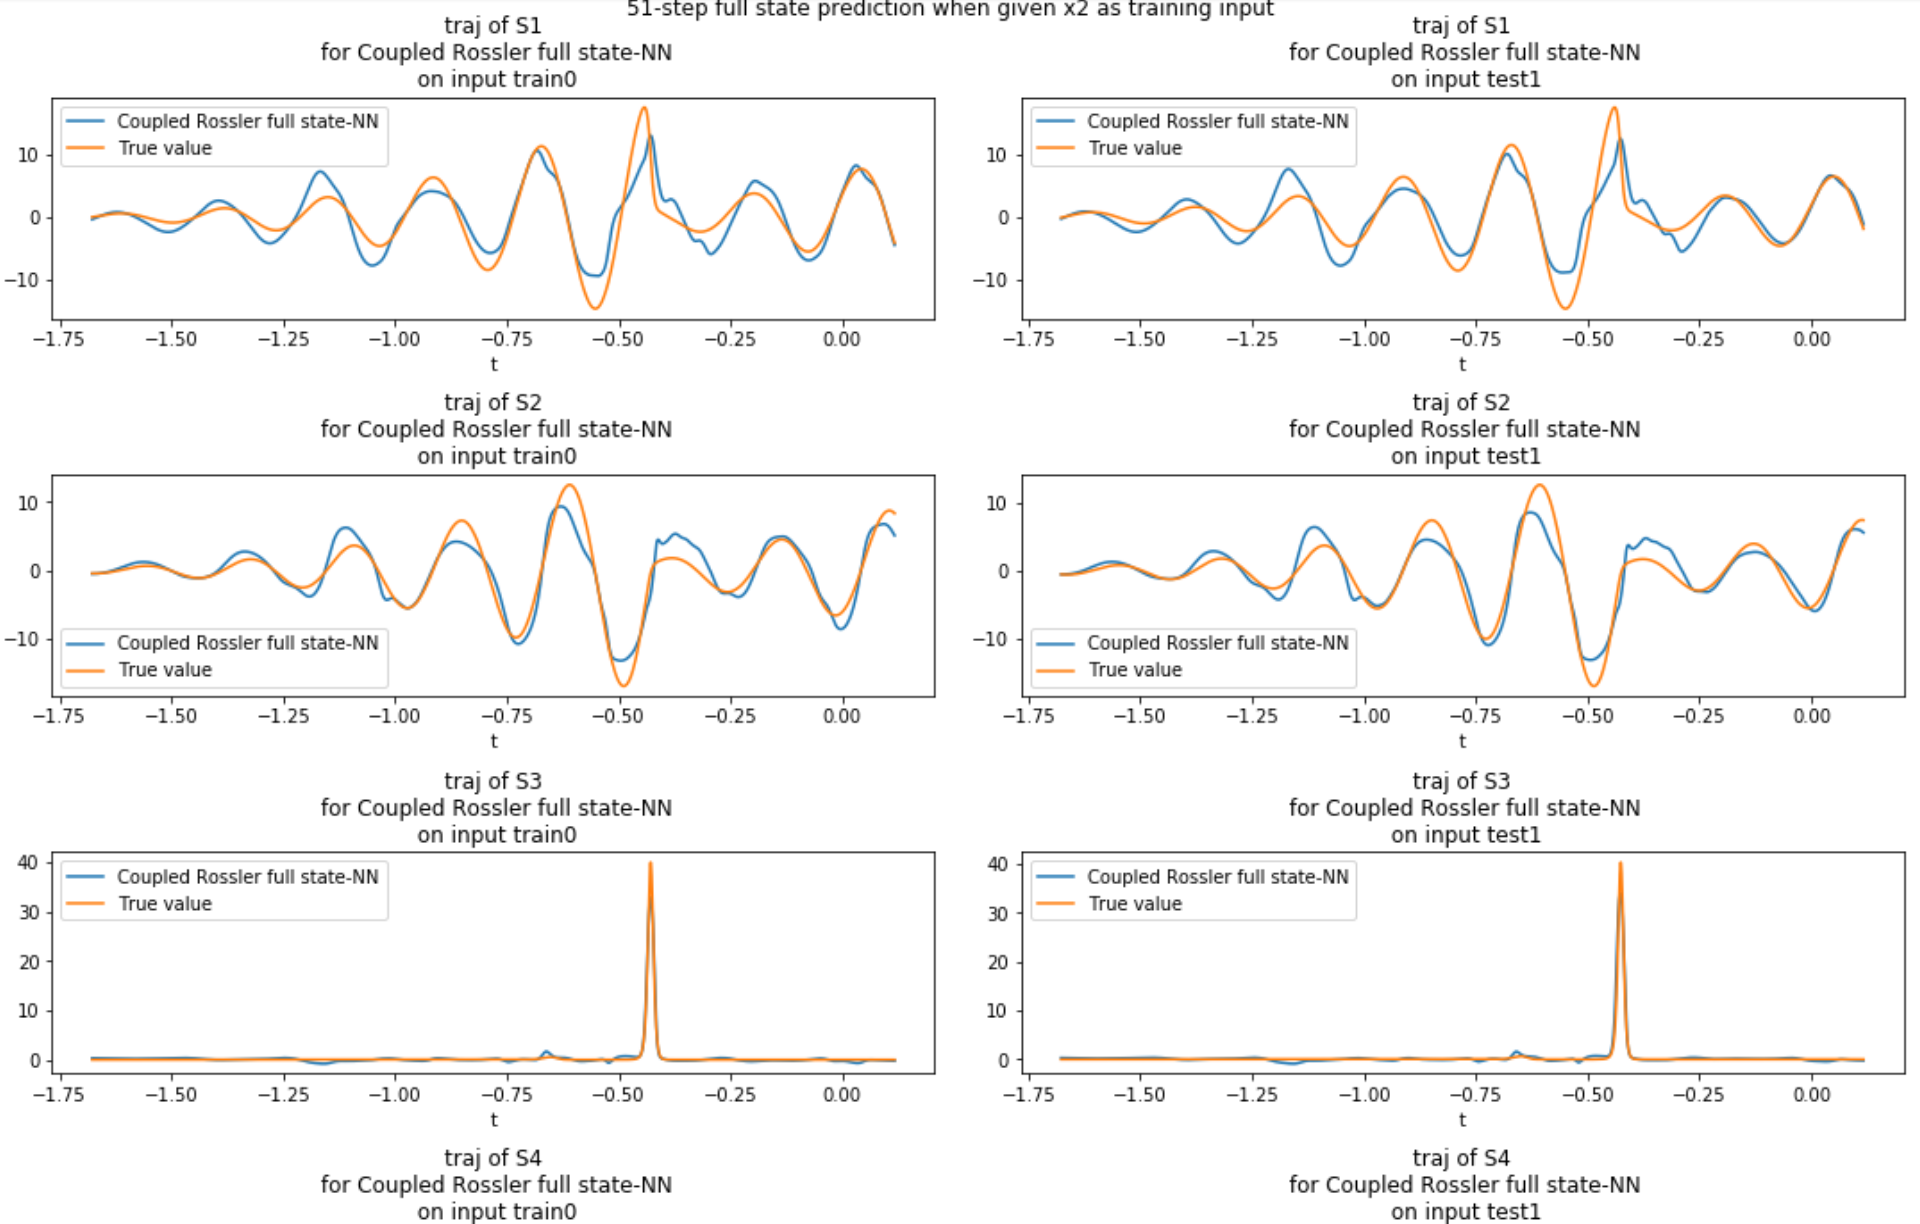 51-step full state prediction when given x2 as training input
traj of S1
for Coupled Rossler full state-NN
on input train0
Coupled Rossler full state-NN
True value
10
0
−10
−1.75 −1.50 −1.25 −1.00 −0.75 −0.50 −0.25 0.00
t
traj of S1
for Coupled Rossler full state-NN
on input test1
Coupled Rossler full state-NN
True value
10
0
−10
−1.75 −1.50 −1.25 −1.00 −0.75 −0.50 −0.25 0.00
t
traj of S2
for Coupled Rossler full state-NN
on input train0
10
0
−10
Coupled Rossler full state-NN
True value
−1.75 −1.50 −1.25 −1.00 −0.75 −0.50 −0.25 0.00
t
traj of S2
for Coupled Rossler full state-NN
on input test1
10
0
−10
Coupled Rossler full state-NN
True value
−1.75 −1.50 −1.25 −1.00 −0.75 −0.50 −0.25 0.00
t
traj of S3
for Coupled Rossler full state-NN
on input train0
Coupled Rossler full state-NN
True value
40
30
20
10
0
−1.75 −1.50 −1.25 −1.00 −0.75 −0.50 −0.25 0.00
t
traj of S3
for Coupled Rossler full state-NN
on input test1
Coupled Rossler full state-NN
True value
40
30
20
10
0
−1.75 −1.50 −1.25 −1.00 −0.75 −0.50 −0.25 0.00
t
traj of S4
for Coupled Rossler full state-NN
on input train0
traj of S4
for Coupled Rossler full state-NN
on input test1